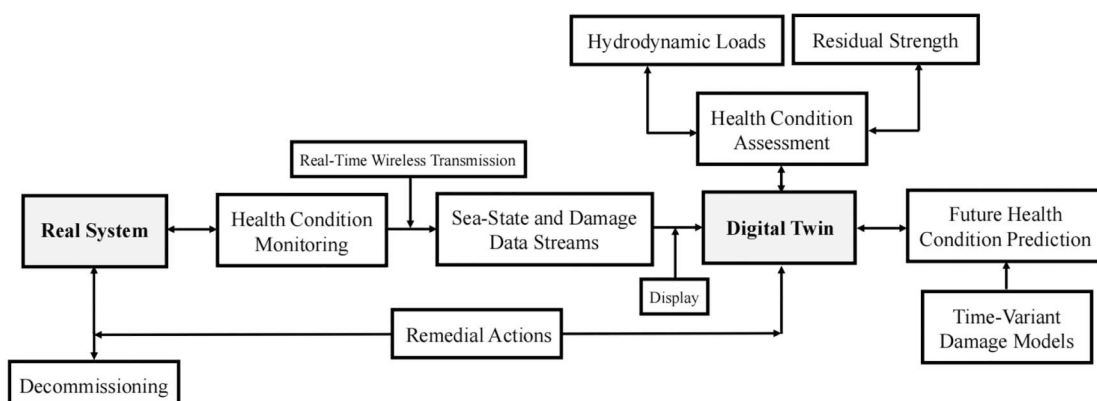 Hydrodynamic Loads
Residual Strength
Health Condition
Assessment
Real-Time Wireless Transmission
Real System
Health Condition
Monitoring
Sea-State and Damage
Data Streams
Digital Twin
Future Health
Condition Prediction
Display
Remedial Actions
Time-Variant
Damage Models
Decommissioning